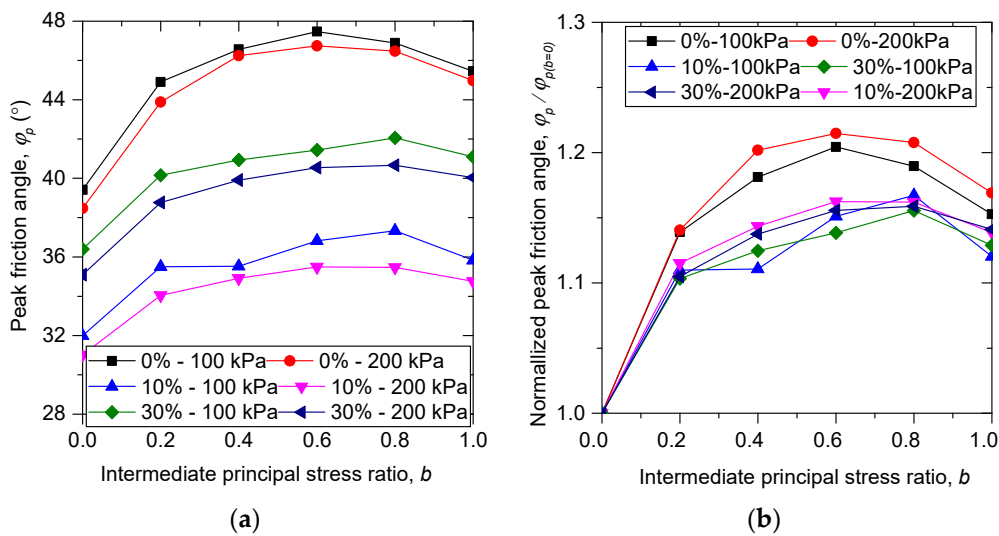 48
44
40
36
32
28
Peak friction angle, φp (°)
0% - 100 kPa 0% - 200 kPa
10% - 100 kPa 10% - 200 kPa
30% - 100 kPa 30% - 200 kPa
0.0 0.2 0.4 0.6 0.8 1.0
Intermediate principal stress ratio, b
(a)
1.3
1.2
1.1
1.0
Normallized peak friction angle, φp / φp(b=0)
0%-100kPa 0%-200kPa
10%-100kPa 30%-100kPa
30%-200kPa 10%-200kPa
0.0 0.2 0.4 0.6 0.8 1.0
Intermediate principal stress ratio, b
(b)